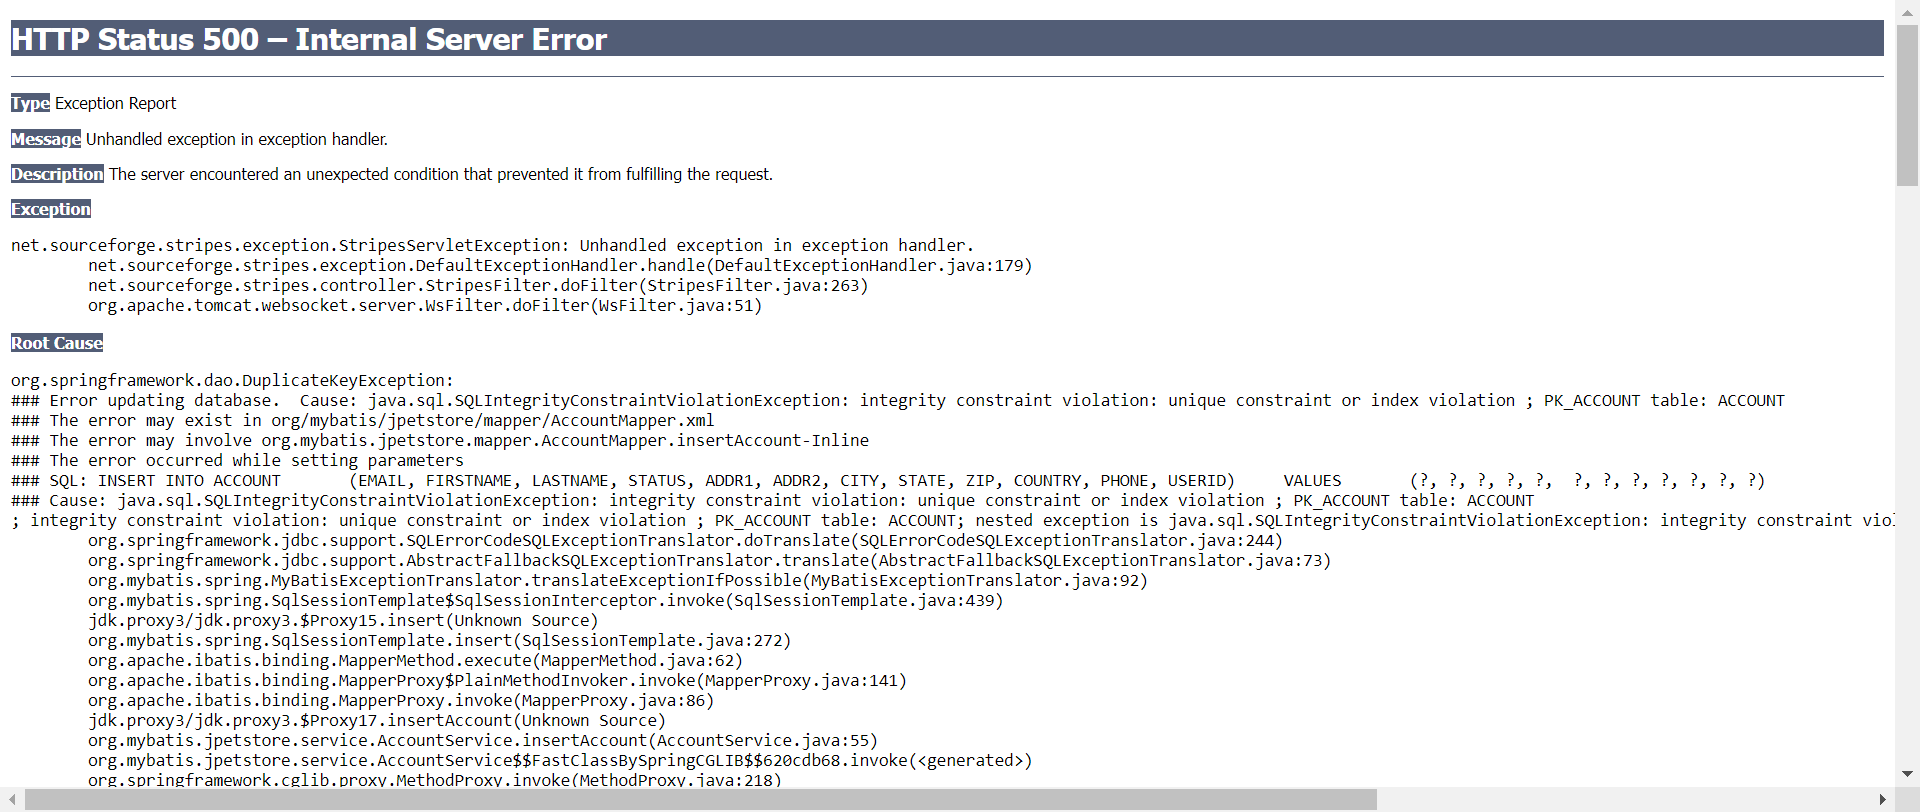 HTTP Status 500 – Internal Server Error
Type Exception Report
Message Unhandled exception in exception handler.
Description The server encountered an unexpected condition that prevented it from fulfilling the request.
Exception
net.sourceforge.stripes.exception.StripesServletException: Unhandled exception in exception handler.
net.sourceforge.stripes.exception.DefaultExceptionHandler.handle(DefaultExceptionHandler.java:179)
net.sourceforge.stripes.controller.StripesFilter.doFilter(StripesFilter.java:263)
org.apache.tomcat.websocket.server.WsFilter.doFilter(WsFilter.java:51)
Root Cause
org.springframework.dao.DuplicateKeyException:
### Error updating database.  Cause: java.sql.SQLIntegrityConstraintViolationException: integrity constraint violation: unique constraint or index violation ; PK_ACCOUNT table: ACCOUNT
### The error may exist in org/mybatis/jpetstore/mapper/AccountMapper.xml
### The error may involve org.mybatis.jpetstore.mapper.AccountMapper.insertAccount-Inline
### The error occurred while setting parameters
### SQL: INSERT INTO ACCOUNT       (EMAIL, FIRSTNAME, LASTNAME, STATUS, ADDR1, ADDR2, CITY, STATE, ZIP, COUNTRY, PHONE, USERID)     VALUES       (?, ?, ?, ?, ?,  ?, ?, ?, ?, ?, ?, ?)
### Cause: java.sql.SQLIntegrityConstraintViolationException: integrity constraint violation: unique constraint or index violation ; PK_ACCOUNT table: ACCOUNT
; integrity constraint violation: unique constraint or index violation ; PK_ACCOUNT table: ACCOUNT; nested exception is java.sql.SQLIntegrityConstraintViolationException: integrity constraint viol
org.springframework.jdbc.support.SQLErrorCodeSQLExceptionTranslator.doTranslate(SQLErrorCodeSQLExceptionTranslator.java:244)
org.springframework.jdbc.support.AbstractFallbackSQLExceptionTranslator.translate(AbstractFallbackSQLExceptionTranslator.java:73)
org.mybatis.spring.MyBatisExceptionTranslator.translateExceptionIfPossible(MyBatisExceptionTranslator.java:92)
org.mybatis.spring.SqlSessionTemplate$SqlSessionInterceptor.invoke(SqlSessionTemplate.java:439)
jdk.proxy3/jdk.proxy3.$Proxy15.insert(Unknown Source)
org.mybatis.spring.SqlSessionTemplate.insert(SqlSessionTemplate.java:272)
org.apache.ibatis.binding.MapperMethod.execute(MapperMethod.java:62)
org.apache.ibatis.binding.MapperProxy$PlainMethodInvoker.invoke(MapperProxy.java:141)
org.apache.ibatis.binding.MapperProxy.invoke(MapperProxy.java:86)
jdk.proxy3/jdk.proxy3.$Proxy17.insertAccount(Unknown Source)
org.mybatis.jpetstore.service.AccountService.insertAccount(AccountService.java:55)
org.mybatis.jpetstore.service.AccountService$$FastClassBySpringCGLIB$$620cdb68.invoke(<generated>)
org.springframework.cglib.proxy.MethodProxy.invoke(MethodProxy.java:218)